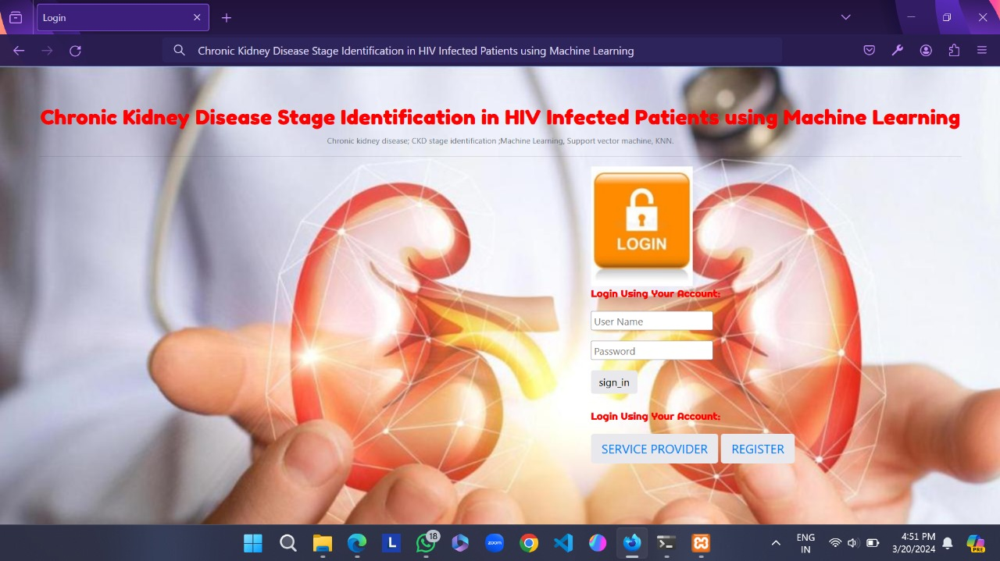 Login
Chronic Kidney Disease Stage Identification in HIV Infected Patients using Machine Learning
Chronic Kidney Disease Stage Identification in HIV Infected Patients using Machine Learning
Chronic kidney disease; CKD stage identification ;Machine Learning, Support vector machine, KNN.
LOGIN
Login Using Your Account:
User Name
Password
sign_in
Login Using Your Account:
SERVICE PROVIDER REGISTER
L
18
zoom
ENG
IN
4:51 PM
3/20/2024
PRE